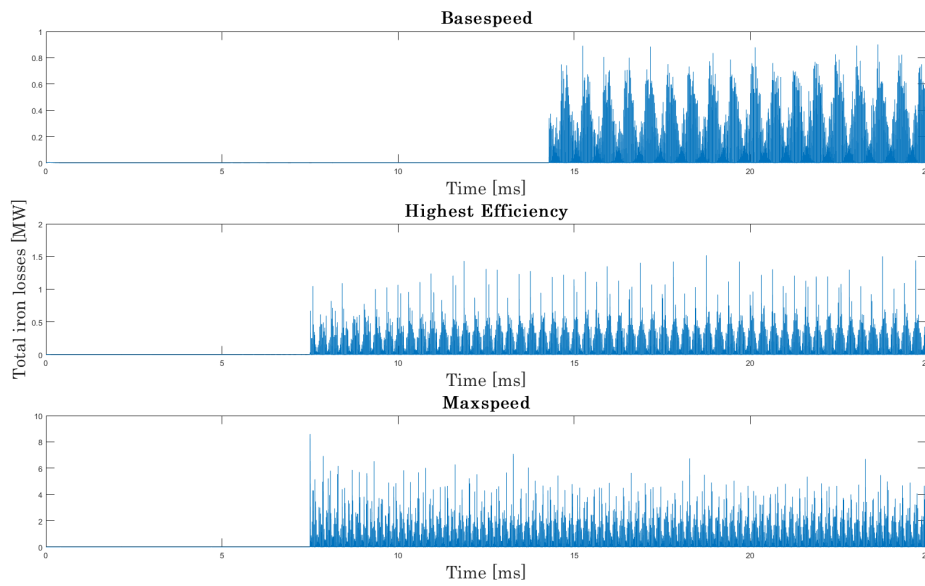 Basespeed
1
0.8
0.6
0.4
0.2
0
0 5 10 15 20
Time [ms]
Total iron losses [MW]
Highest Efficiency
2
1.5
1
0.5
0
0 5 10 15 20
Time [ms]
Maxspeed
10
8
6
4
2
0
0 5 10 15 20
Time [ms]